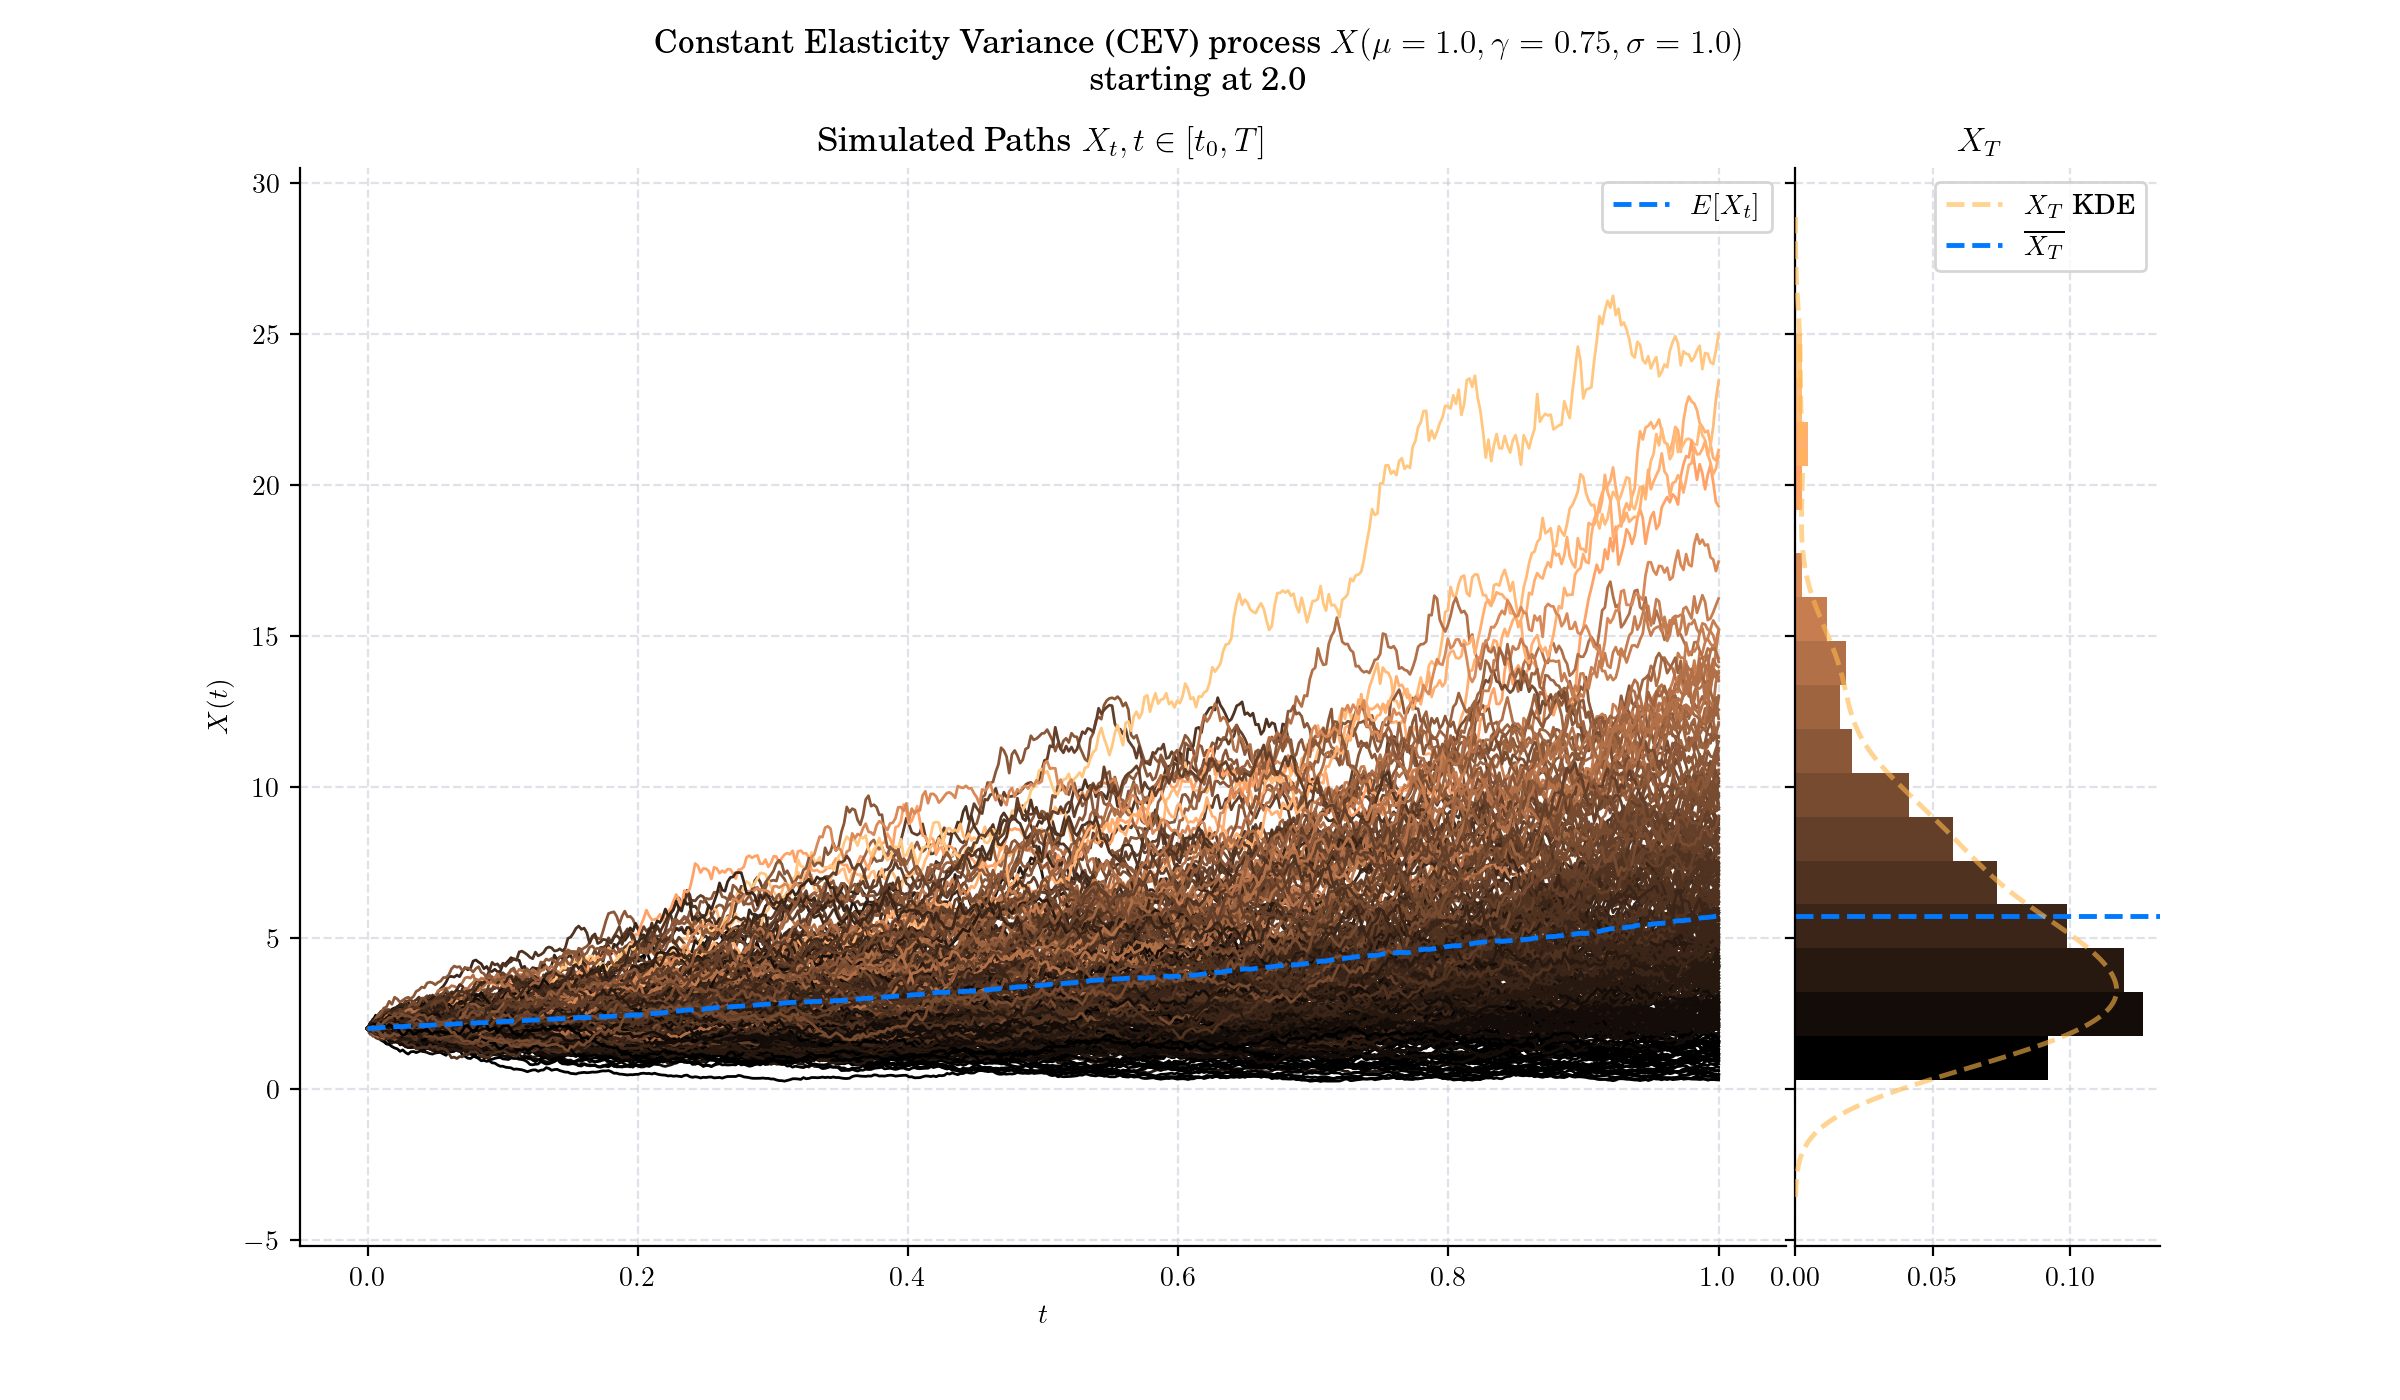 Constant Elasticity Variance (CEV) process X(μ = 1.0, γ = 0.75, σ = 1.0)
starting at 2.0
Simulated Paths X_t, t ∈ [t_0, T]
X_T
30
25
20
15
10
5
0
−5
X(t)
E[X_t]
X_T KDE
\overline{X_T}
0.0
0.2
0.4
0.6
0.8
1.0
t
0.00
0.05
0.10